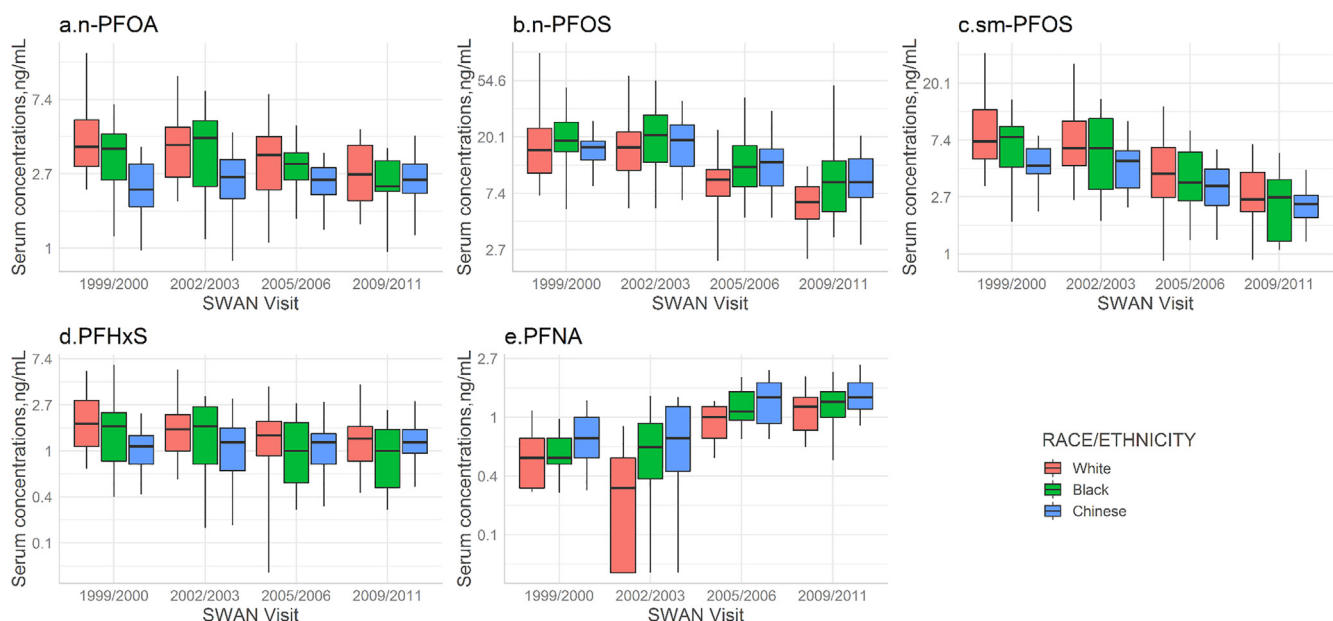 a.n-PFOA
Serum concentrations,ng/mL
7.4
2.7
1
1999/2000 2002/2003 2005/2006 2009/2011
SWAN Visit
b.n-PFOS
Serum concentrations,ng/mL
54.6
20.1
7.4
2.7
1999/2000 2002/2003 2005/2006 2009/2011
SWAN Visit
c.sm-PFOS
Serum concentrations,ng/mL
20.1
7.4
2.7
1
1999/2000 2002/2003 2005/2006 2009/2011
SWAN Visit
d.PFHxS
Serum concentrations,ng/mL
7.4
2.7
1
0.4
0.1
1999/2000 2002/2003 2005/2006 2009/2011
SWAN Visit
e.PFNA
Serum concentrations,ng/mL
2.7
1
0.4
0.1
1999/2000 2002/2003 2005/2006 2009/2011
SWAN Visit
RACE/ETHNICITY
White
Black
Chinese